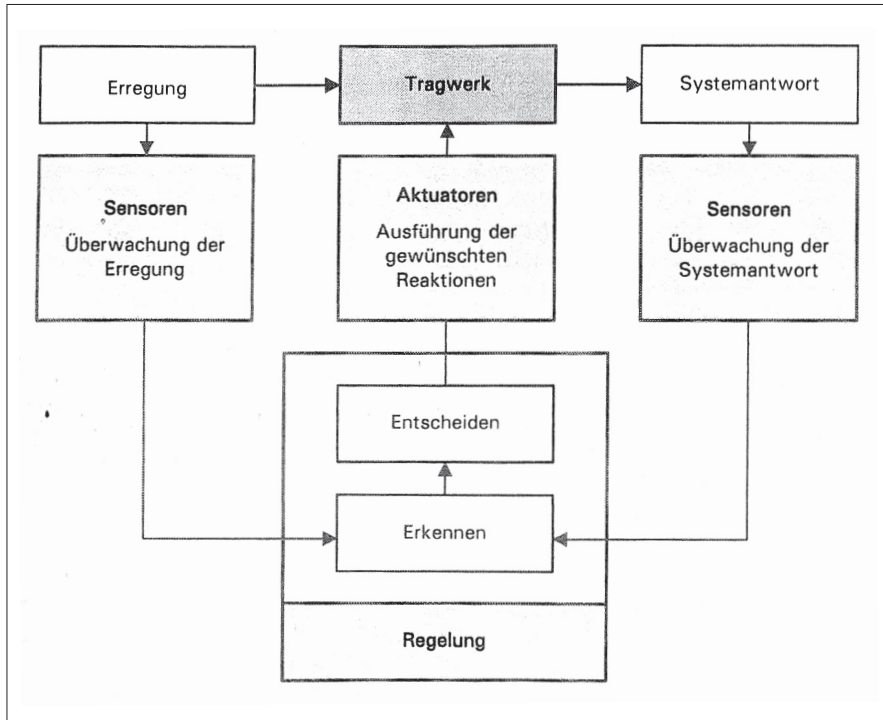 Erregung
Tragwerk
Systemantwort
Sensoren
Überwachung der
Erregung
Aktuatoren
Ausführung der
gewünschten
Reaktionen
Sensoren
Überwachung der
Systemantwort
Entscheiden
Erkennen
Regelung